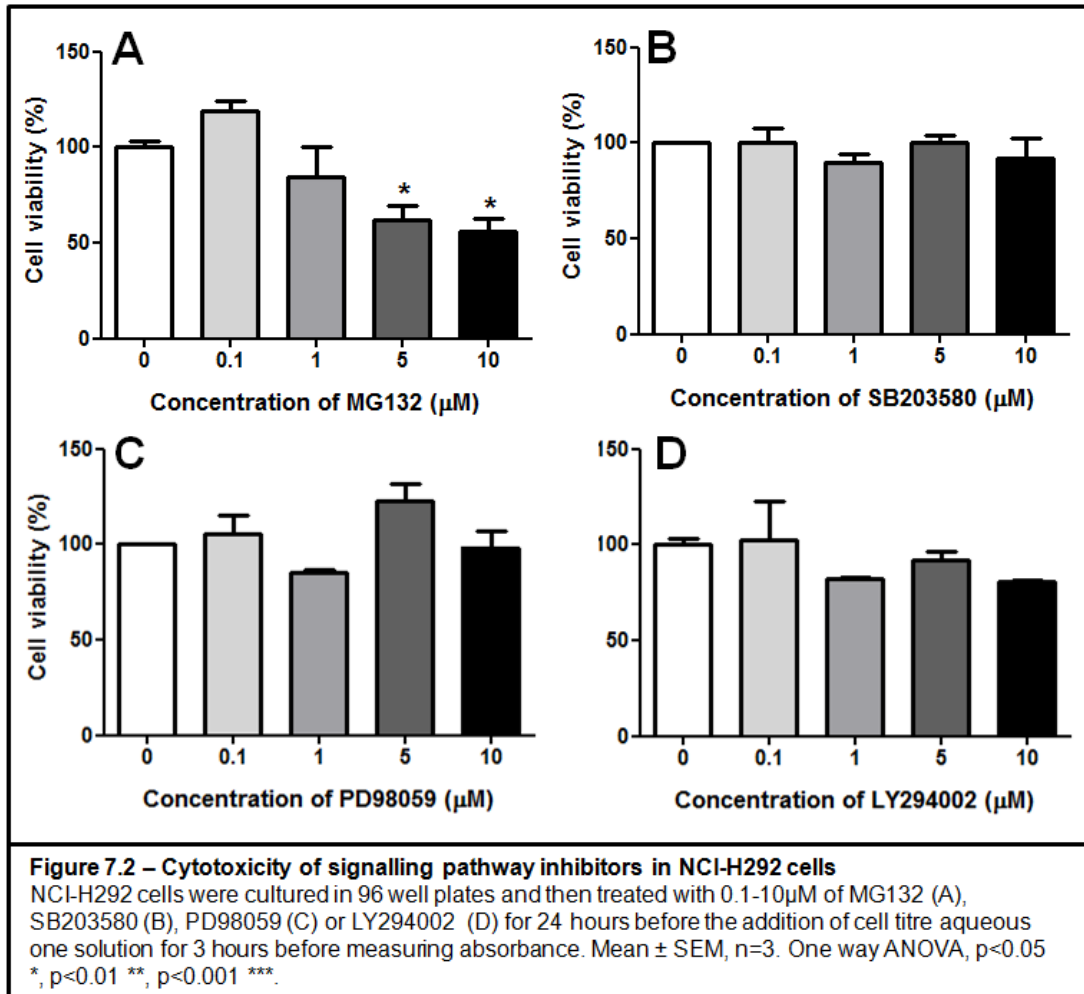 A
Cell viability (%)
150
100
50
0
0 0.1 1 5 10
* *
Concentration of MG132 (μM)
B
Cell viability (%)
150
100
50
0
0 0.1 1 5 10
Concentration of SB203580 (μM)
C
Cell viability (%)
150
100
50
0
0 0.1 1 5 10
Concentration of PD98059 (μM)
D
150
100
50
0
0 0.1 1 5 10
Concentration of LY294002 (μM)
Figure 7.2 – Cytotoxicity of signalling pathway inhibitors in NCI-H292 cells
NCI-H292 cells were cultured in 96 well plates and then treated with 0.1-10μM of MG132 (A),
SB203580 (B), PD98059 (C) or LY294002 (D) for 24 hours before the addition of cell titre aqueous
one solution for 3 hours before measuring absorbance. Mean ± SEM, n=3. One way ANOVA, p<0.05
*, p<0.01 **, p<0.001 ***.